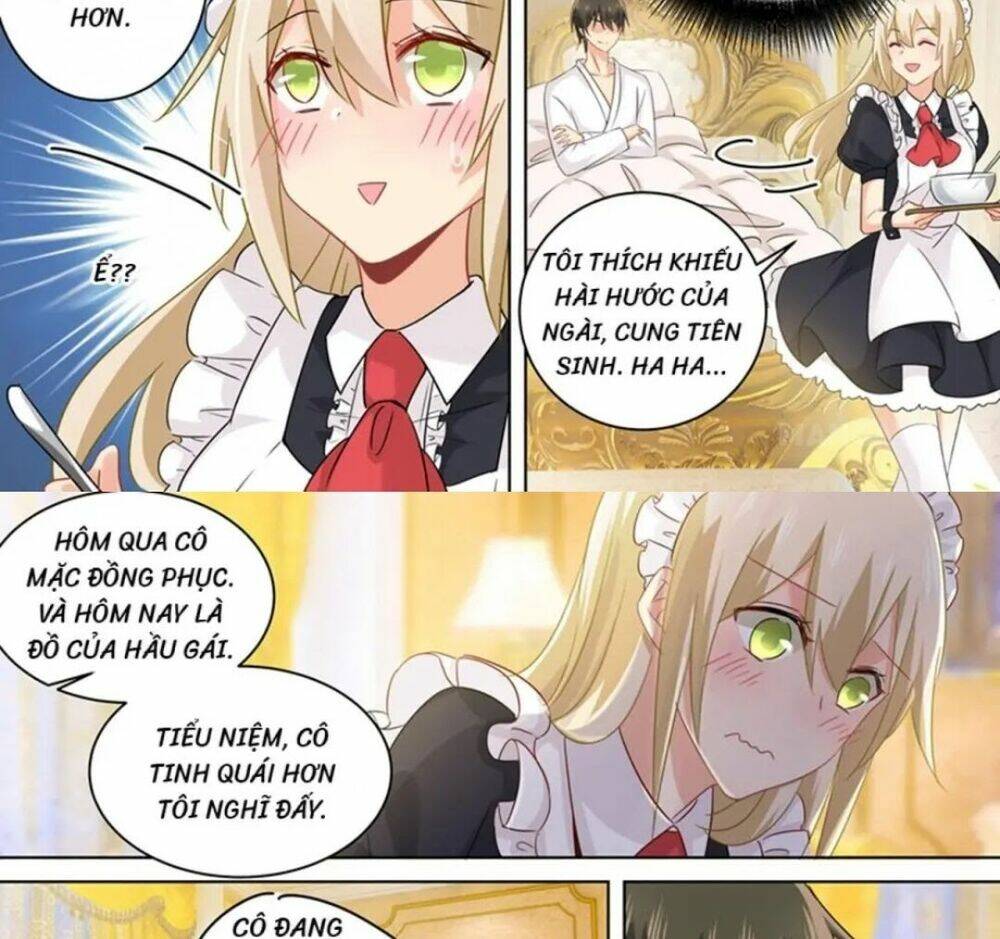 HƠN.
Ể??
TÔI THÍCH KHIẾU
HÀI HƯỚC CỦA
NGÀI, CUNG TIÊN
SINH. HA HA...
HÔM QUA CÔ
MẶC ĐỒNG PHỤC.
VÀ HÔM NAY LÀ
ĐỒ CỦA HẦU GÁI.
TIỂU NIỆM, CÔ
TINH QUÁI HƠN
TÔI NGHĨ ĐẤY.
CÔ ĐANG